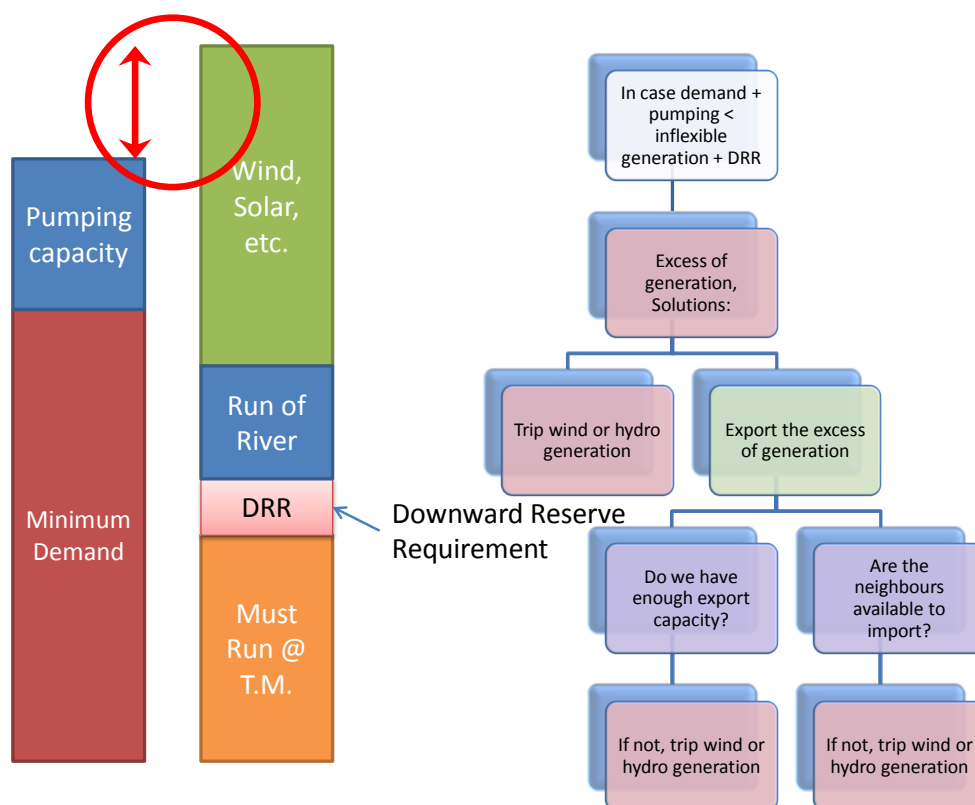 Pumping
capacity
Minimum
Demand
Wind,
Solar,
etc.
Run of
River
DRR
Must
Run @
T.M.
Downward Reserve
Requirement
In case demand +
pumping <
inflexible
generation + DRR
Excess of
generation,
Solutions:
Trip wind or hydro
generation
Export the excess
of generation
Do we have
enough export
capacity?
Are the
neighbours
available to
import?
If not, trip wind or
hydro generation
If not, trip wind or
hydro generation